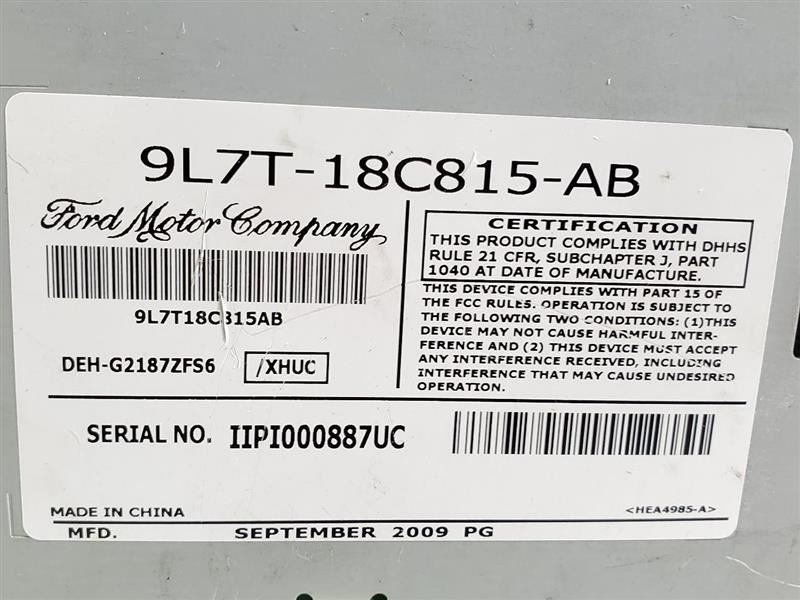 9L7T-18C815-AB
Ford Motor Company
9L7T18C815AB
DEH-G2187ZFS6 /XHUC
CERTIFICATION
THIS PRODUCT COMPLIES WITH DHHS
RULE 21 CFR, SUBCHAPTER J, PART
1040 AT DATE OF MANUFACTURE.
THIS DEVICE COMPLIES WITH PART 15 OF
THE FCC RULES. OPERATION IS SUBJECT TO
THE FOLLOWING TWO CONDITIONS: (1)THIS
DEVICE MAY NOT CAUSE HARMFUL INTER-
FERENCE AND (2) THIS DEVICE MUST ACCEPT
ANY INTERFERENCE RECEIVED, INCLUDING
INTERFERENCE THAT MAY CAUSE UNDESIRED
OPERATION.
SERIAL NO. IIPI000887UC
MADE IN CHINA <HEA4985-A>
MFD. SEPTEMBER 2009 PG